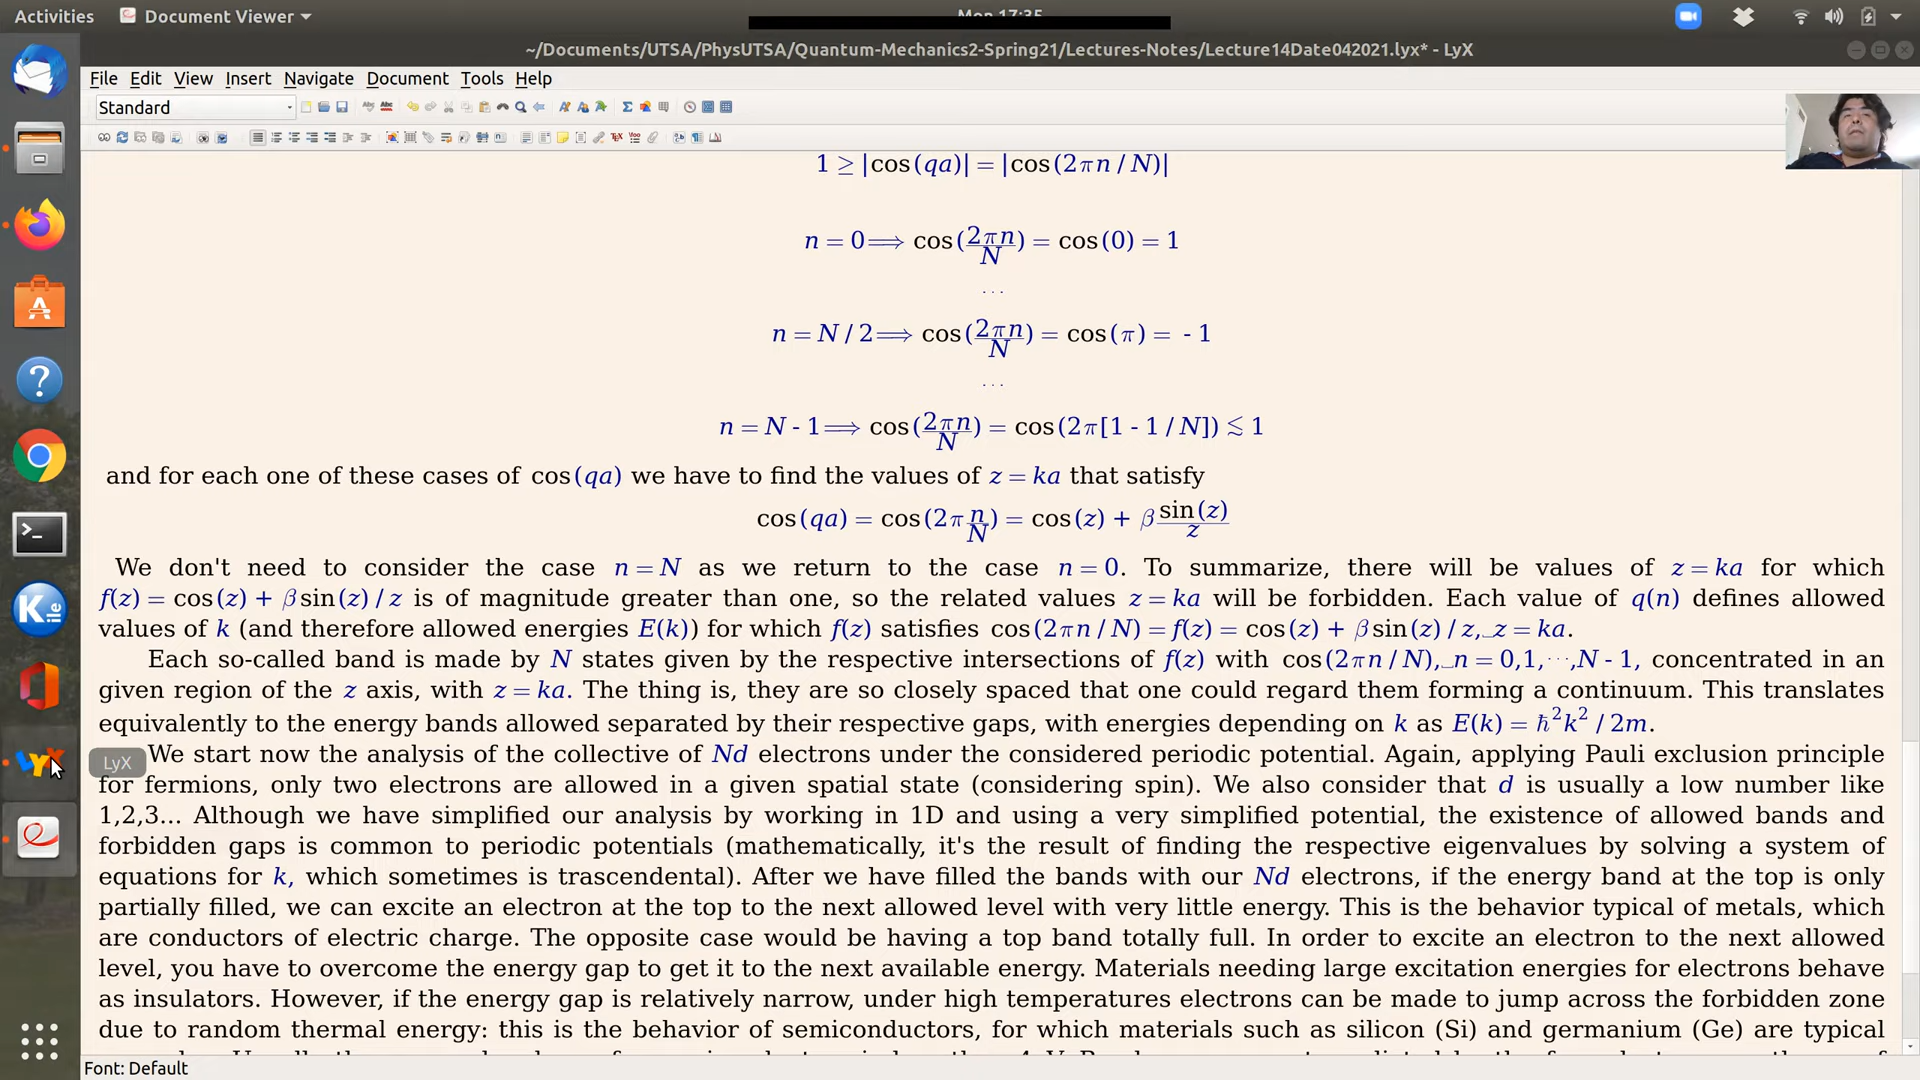 Activities
Document Viewer
Mon 17:35
~/Documents/UTSA/PhysUTSA/Quantum-Mechanics2-Spring21/Lectures-Notes/Lecture14Date042021.lyx* - LyX
File Edit View Insert Navigate Document Tools Help
Standard
1 ≥ |cos(qa)| = |cos(2πn/N)|
n = 0 ⟹ cos(2πn/N) = cos(0) = 1
...
n = N/2 ⟹ cos(2πn/N) = cos(π) = -1
...
n = N-1 ⟹ cos(2πn/N) = cos(2π[1-1/N]) ≲ 1
and for each one of these cases of cos(qa) we have to find the values of z = ka that satisfy
cos(qa) = cos(2π n/N) = cos(z) + β sin(z)/z
We don't need to consider the case n = N as we return to the case n = 0. To summarize, there will be values of z = ka for which
f(z) = cos(z) + βsin(z)/z is of magnitude greater than one, so the related values z = ka will be forbidden. Each value of q(n) defines allowed
values of k (and therefore allowed energies E(k)) for which f(z) satisfies cos(2πn/N) = f(z) = cos(z) + βsin(z)/z,␣z = ka.
Each so-called band is made by N states given by the respective intersections of f(z) with cos(2πn/N),␣n = 0,1,⋯,N-1, concentrated in an
given region of the z axis, with z = ka. The thing is, they are so closely spaced that one could regard them forming a continuum. This translates
equivalently to the energy bands allowed separated by their respective gaps, with energies depending on k as E(k) = ħ²k²/2m.
We start now the analysis of the collective of Nd electrons under the considered periodic potential. Again, applying Pauli exclusion principle
for fermions, only two electrons are allowed in a given spatial state (considering spin). We also consider that d is usually a low number like
1,2,3... Although we have simplified our analysis by working in 1D and using a very simplified potential, the existence of allowed bands and
forbidden gaps is common to periodic potentials (mathematically, it's the result of finding the respective eigenvalues by solving a system of
equations for k, which sometimes is trascendental). After we have filled the bands with our Nd electrons, if the energy band at the top is only
partially filled, we can excite an electron at the top to the next allowed level with very little energy. This is the behavior typical of metals, which
are conductors of electric charge. The opposite case would be having a top band totally full. In order to excite an electron to the next allowed
level, you have to overcome the energy gap to get it to the next available energy. Materials needing large excitation energies for electrons behave
as insulators. However, if the energy gap is relatively narrow, under high temperatures electrons can be made to jump across the forbidden zone
due to random thermal energy: this is the behavior of semiconductors, for which materials such as silicon (Si) and germanium (Ge) are typical
LyX
Font: Default